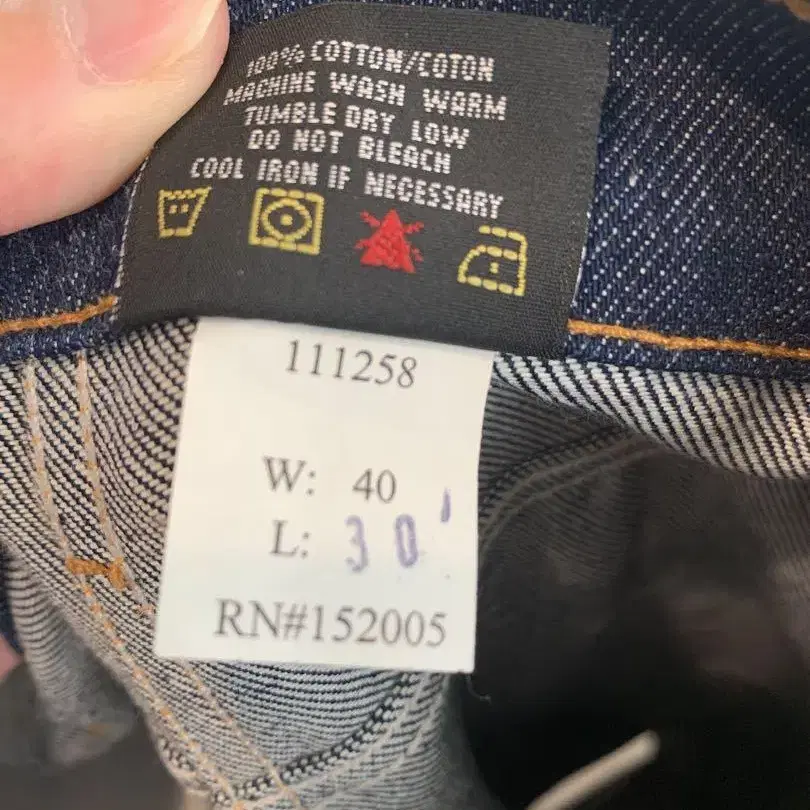 100% COTTON/COTON
MACHINE WASH WARM
TUMBLE DRY LOW
DO NOT BLEACH
COOL IRON IF NECESSARY
111258
W: 40
L: 30'
RN#152005